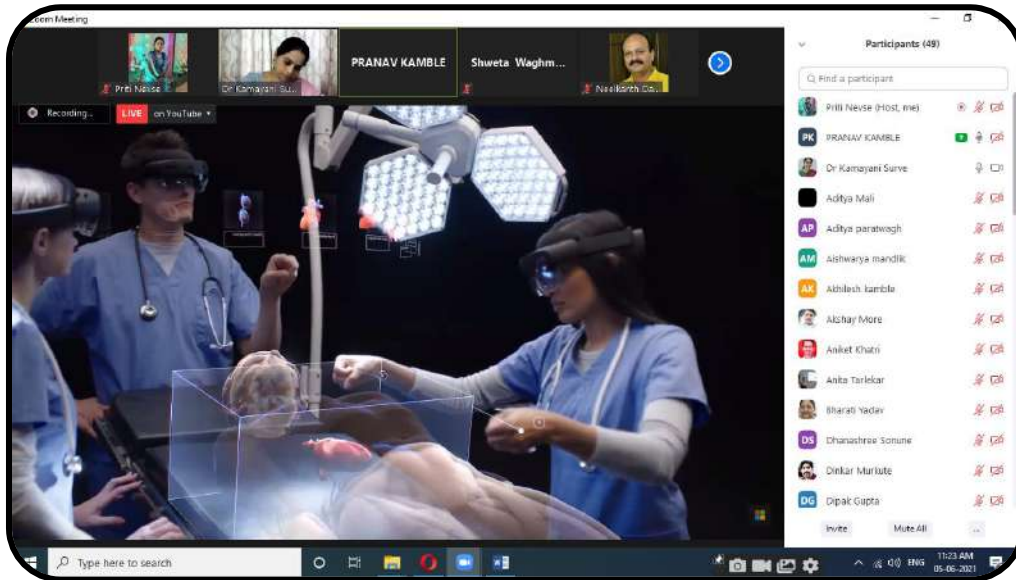 Zoom Meeting
Priti Nevse
Dr Kamayani Su...
PRANAV KAMBLE
Shweta Waghm...
Neelkanth Da...
Recording...
LIVE on YouTube
Participants (49)
Find a participant
Priti Nevse (Host, me)
PK PRANAV KAMBLE
Dr Kamayani Surve
Aditya Mali
AP Aditya paratwagh
AM Aishwarya mandlik
AK Akhilesh kamble
Akshay More
Aniket Khatri
Anita Tarlekar
Bharati Yadav
DS Dhanashree Sonune
Dinkar Murkute
DG Dipak Gupta
Invite
Mute All
...
Type here to search
ENG
11:23 AM
05-06-2021